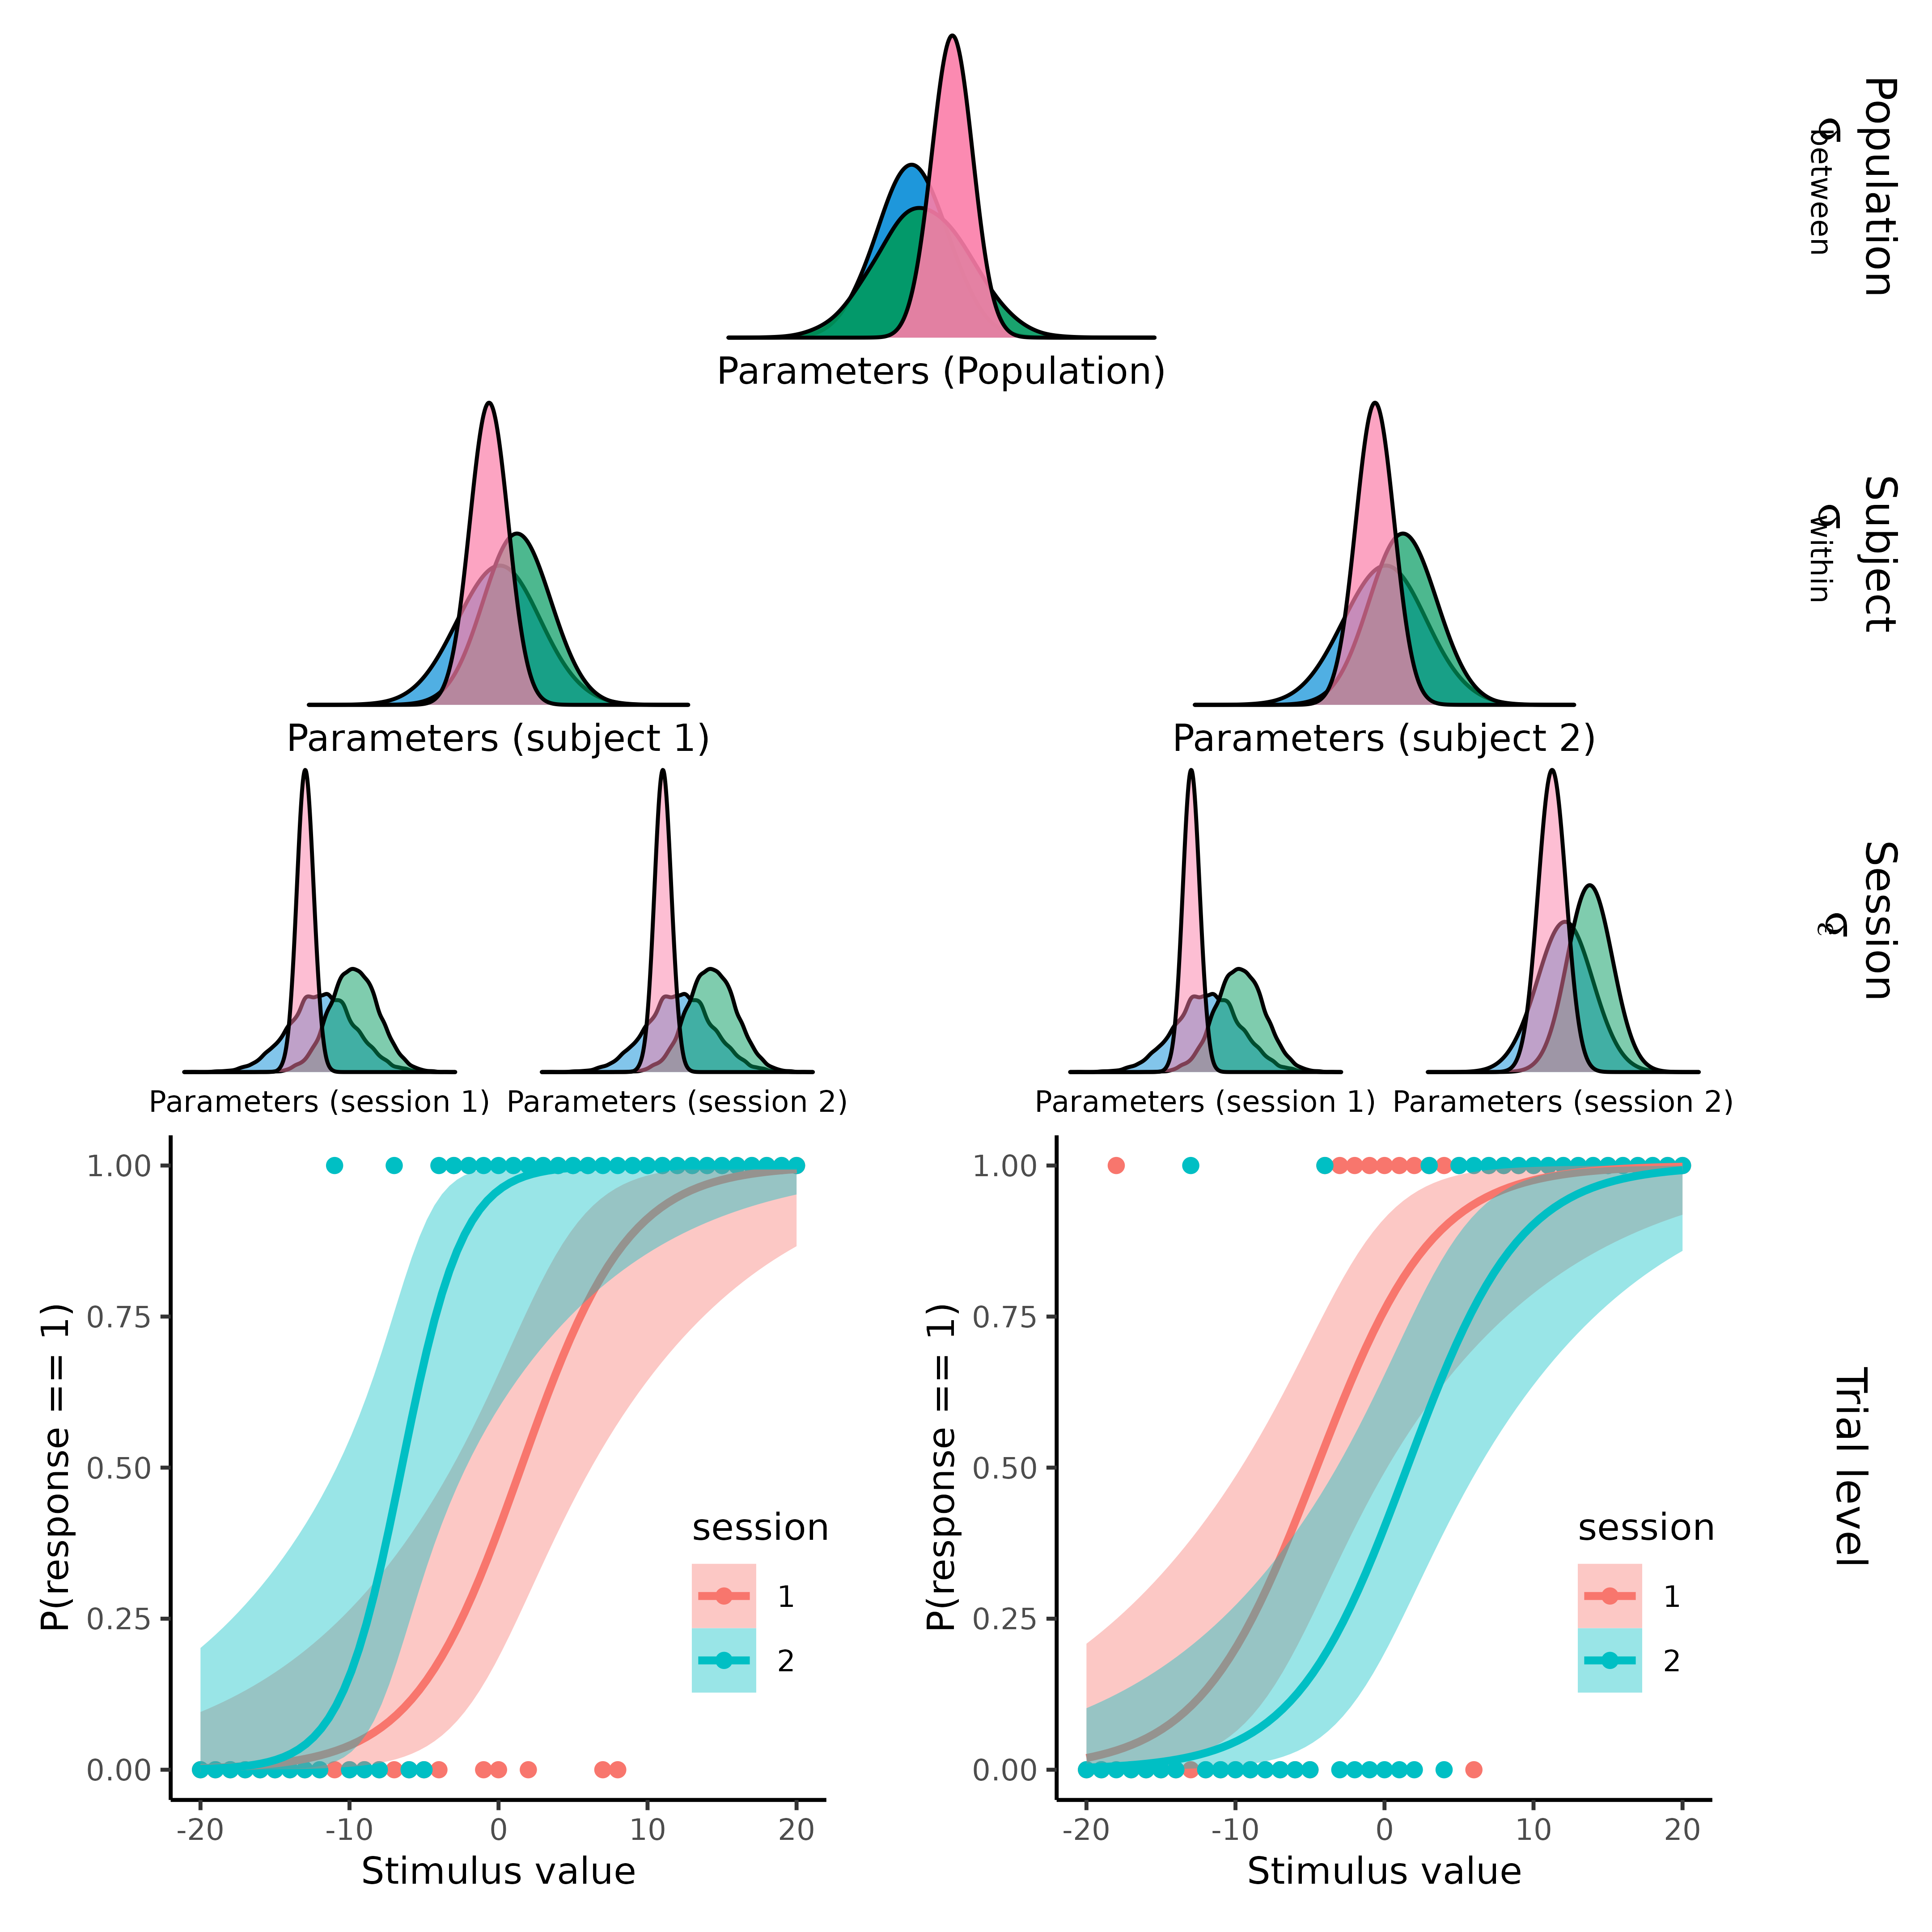 Population
σ between
Parameters (Population)
Subject
σ within
Parameters (subject 1)
Parameters (subject 2)
Session
σ ε
Parameters (session 1)
Parameters (session 2)
Parameters (session 1)
Parameters (session 2)
P(response == 1)
1.00
0.75
0.50
0.25
0.00
-20
-10
0
10
20
Stimulus value
session
1
2
P(response == 1)
1.00
0.75
0.50
0.25
0.00
-20
-10
0
10
20
Stimulus value
session
1
2
Trial level